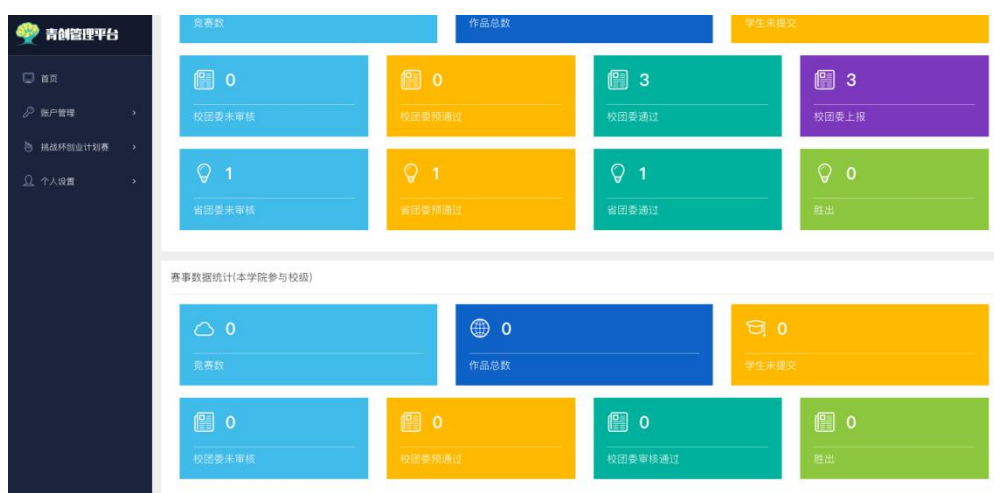 青创管理平台
首页
账户管理
挑战杯创业计划赛
个人设置
竞赛数
作品总数
学生未提交
0
校团委未审核
0
校团委预通过
3
校团委通过
3
校团委上报
1
省团委未审核
1
省团委预通过
1
省团委通过
0
胜出
赛事数据统计(本学院参与校级)
0
竞赛数
0
作品总数
0
学生未提交
0
校团委未审核
0
校团委预通过
0
校团委审核通过
0
胜出